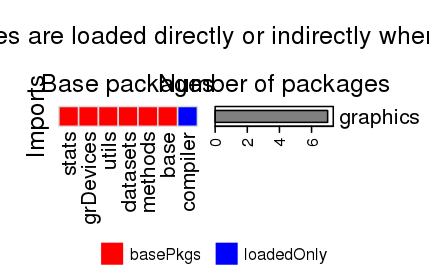 es are loaded directly or indirectly when
Base packages
Number of packages
Imports
graphics
stats
grDevices
utils
datasets
methods
base
compiler
0
2
4
6
basePkgs
loadedOnly